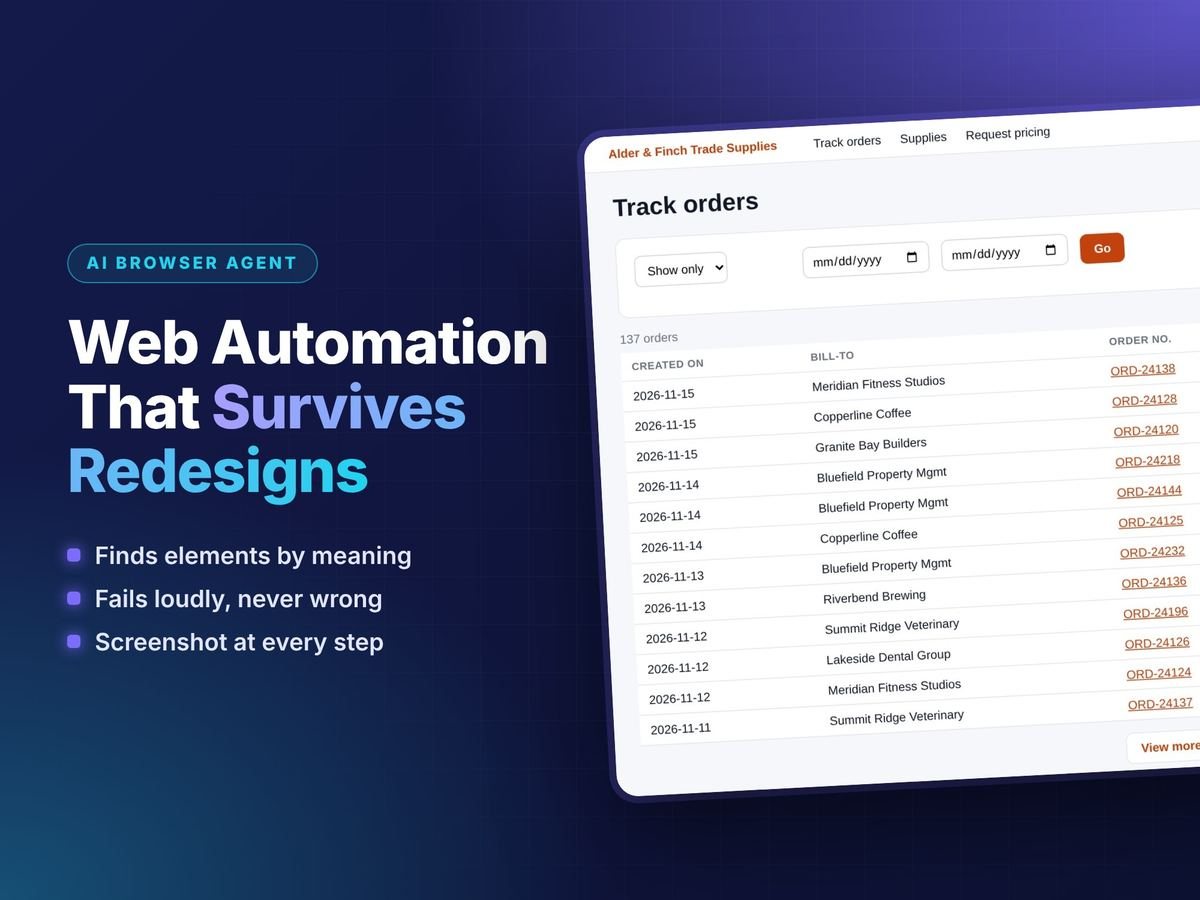 AI BROWSER AGENT
Web Automation
That Survives
Redesigns
Finds elements by meaning
Fails loudly, never wrong
Screenshot at every step
Alder & Finch Trade Supplies Track orders Supplies Request pricing
Track orders
Show only mm/dd/yyyy mm/dd/yyyy Go
137 orders
CREATED ON BILL-TO ORDER NO.
2026-11-15 Meridian Fitness Studios ORD-24138
2026-11-15 Copperline Coffee ORD-24128
2026-11-15 Granite Bay Builders ORD-24120
2026-11-14 Bluefield Property Mgmt ORD-24218
2026-11-14 Bluefield Property Mgmt ORD-24144
2026-11-14 Copperline Coffee ORD-24125
2026-11-13 Bluefield Property Mgmt ORD-24232
2026-11-13 Riverbend Brewing ORD-24136
2026-11-12 Summit Ridge Veterinary ORD-24196
2026-11-12 Lakeside Dental Group ORD-24126
2026-11-12 Meridian Fitness Studios ORD-24124
2026-11-11 Summit Ridge Veterinary ORD-24137
View more